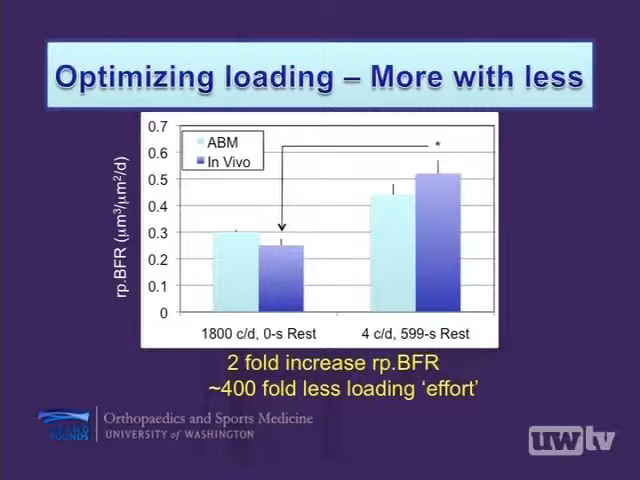 Optimizing loading – More with less
0.7
0.6
0.5
0.4
0.3
0.2
0.1
0
rp.BFR (μm³/μm²/d)
ABM
In Vivo
*
1800 c/d, 0-s Rest
4 c/d, 599-s Rest
2 fold increase rp.BFR
~400 fold less loading ‘effort’
Orthopaedics and Sports Medicine
UNIVERSITY of WASHINGTON
uwtv